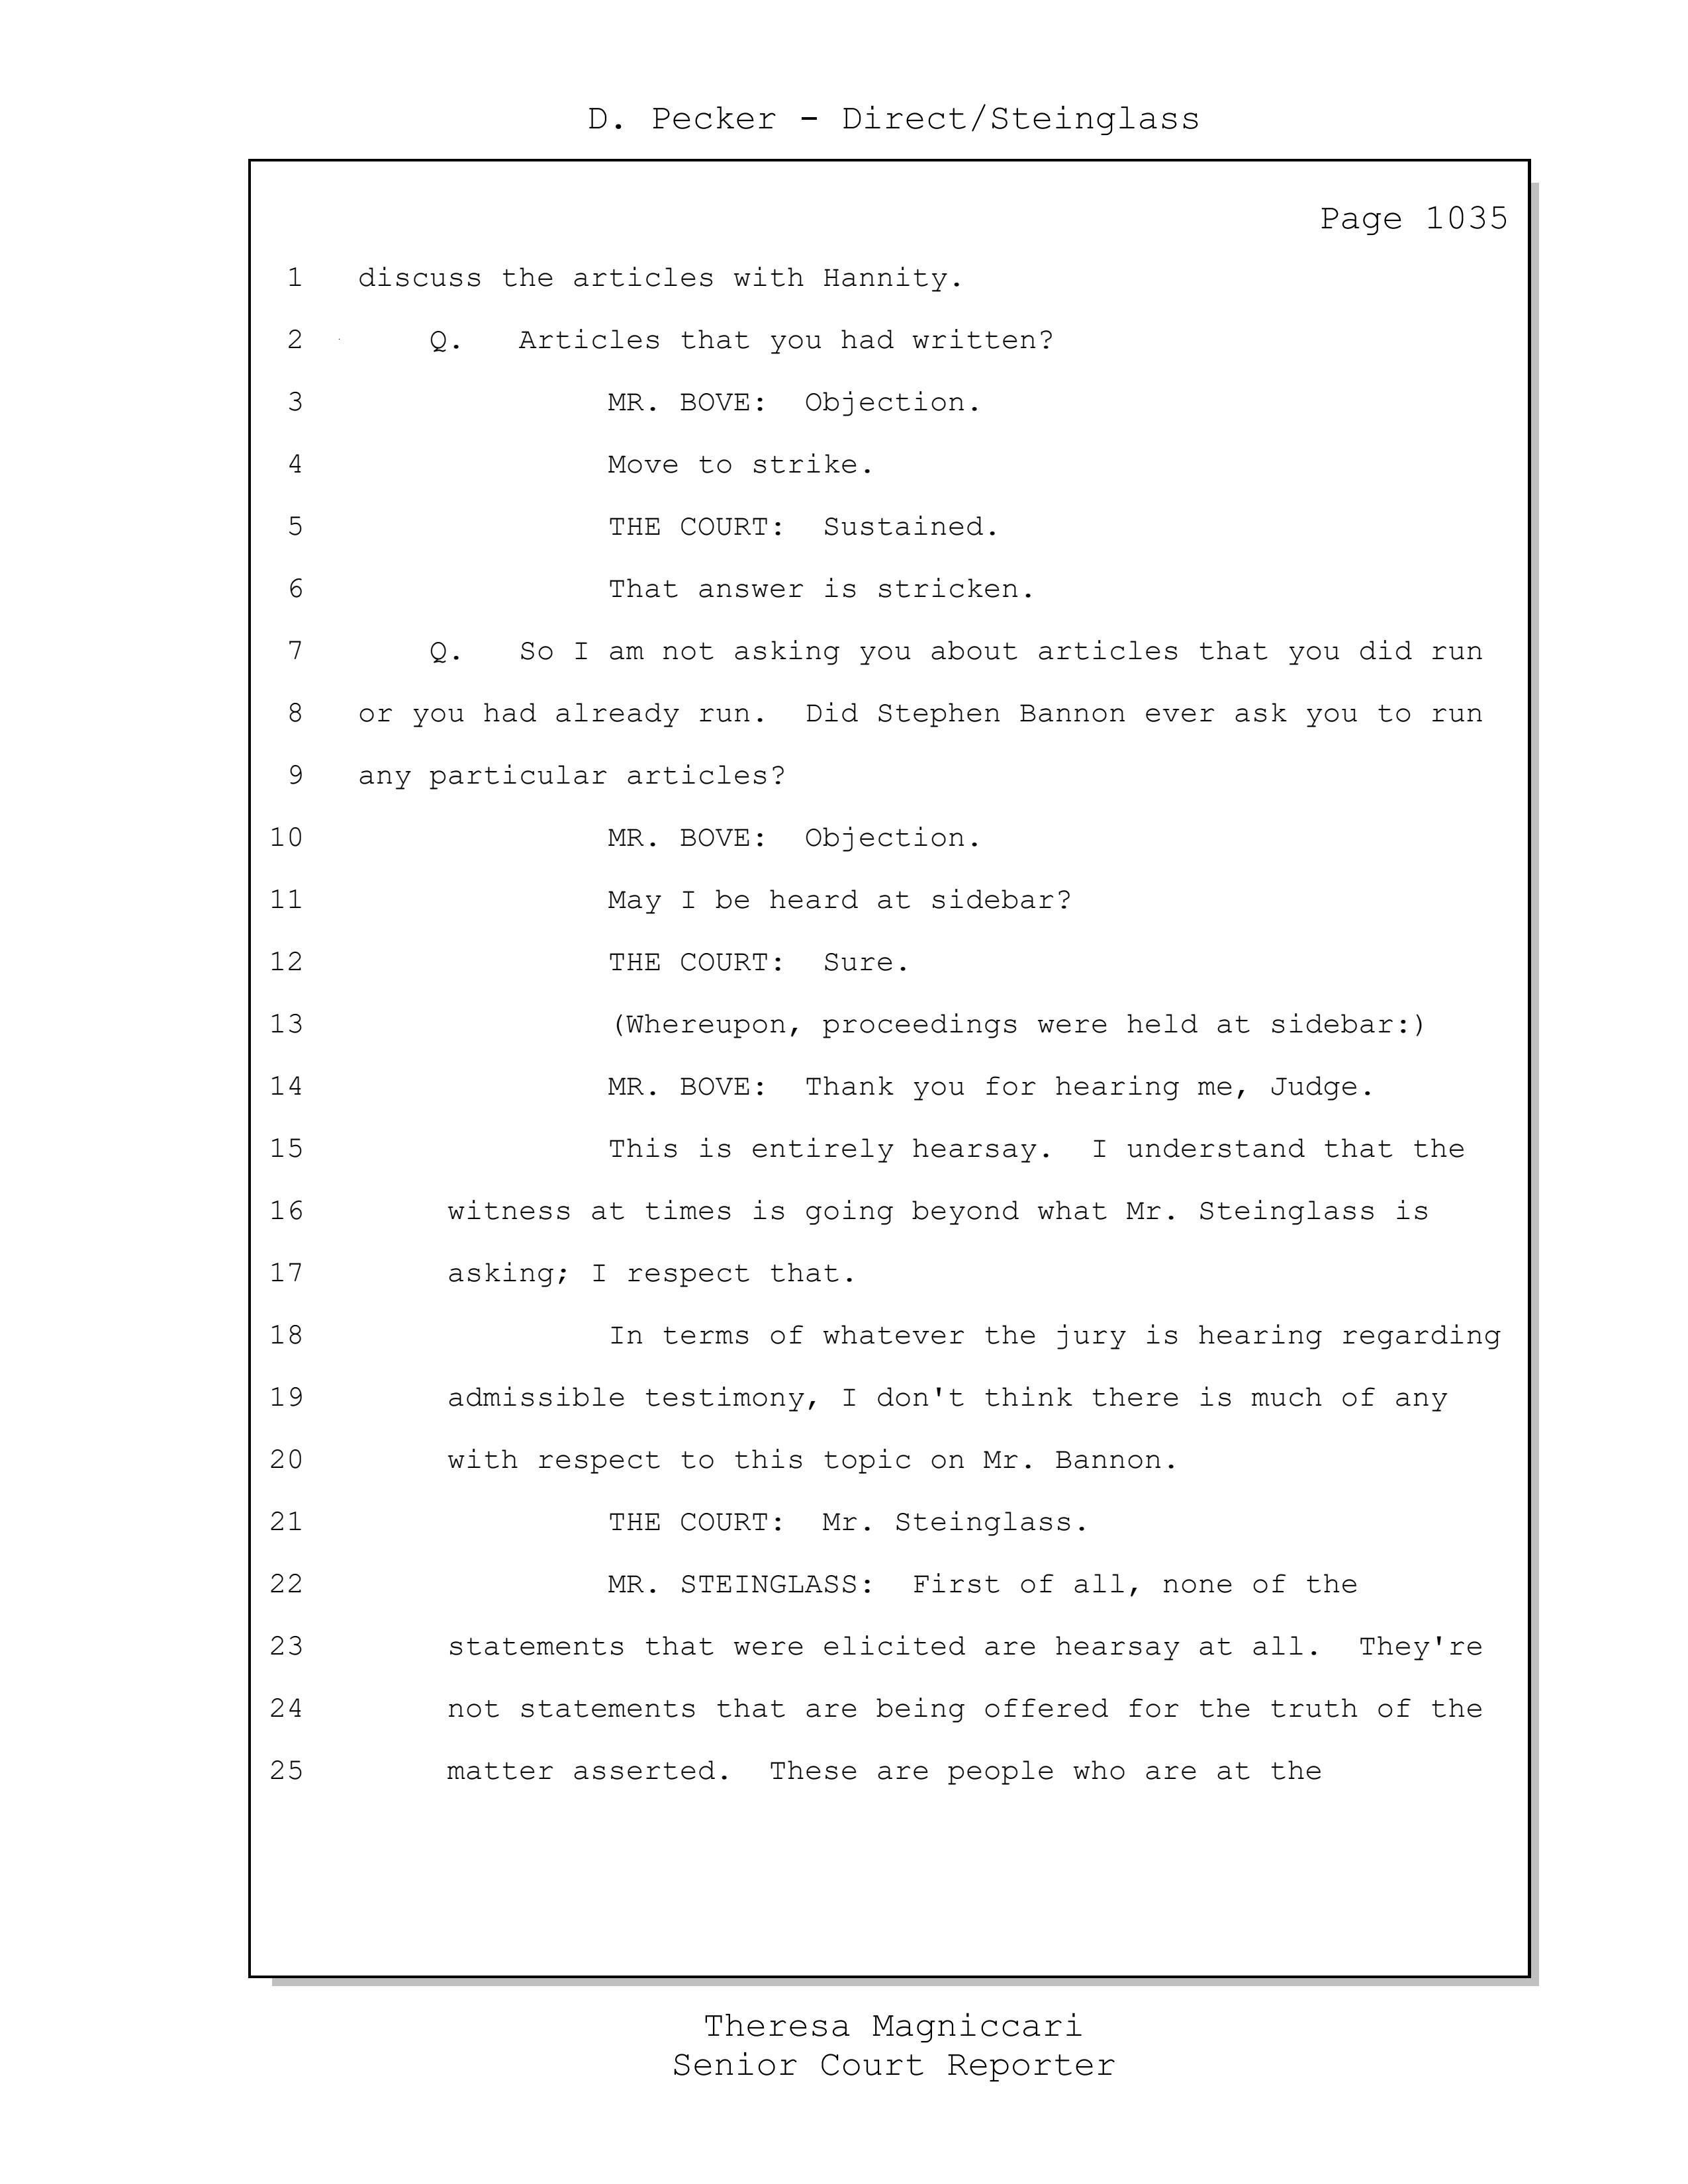 D. Pecker - Direct/Steinglass
Page 1035
1 discuss the articles with Hannity.
2 Q. Articles that you had written?
3 MR. BOVE: Objection.
4 Move to strike.
5 THE COURT: Sustained.
6 That answer is stricken.
7 Q. So I am not asking you about articles that you did run
8 or you had already run. Did Stephen Bannon ever ask you to run
9 any particular articles?
10 MR. BOVE: Objection.
11 May I be heard at sidebar?
12 THE COURT: Sure.
13 (Whereupon, proceedings were held at sidebar:)
14 MR. BOVE: Thank you for hearing me, Judge.
15 This is entirely hearsay. I understand that the
16 witness at times is going beyond what Mr. Steinglass is
17 asking; I respect that.
18 In terms of whatever the jury is hearing regarding
19 admissible testimony, I don't think there is much of any
20 with respect to this topic on Mr. Bannon.
21 THE COURT: Mr. Steinglass.
22 MR. STEINGLASS: First of all, none of the
23 statements that were elicited are hearsay at all. They're
24 not statements that are being offered for the truth of the
25 matter asserted. These are people who are at the
Theresa Magniccari
Senior Court Reporter